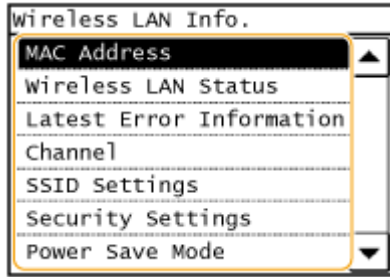 Wireless LAN Info.
MAC Address
Wireless LAN Status
Latest Error Information
Channel
SSID Settings
Security Settings
Power Save Mode